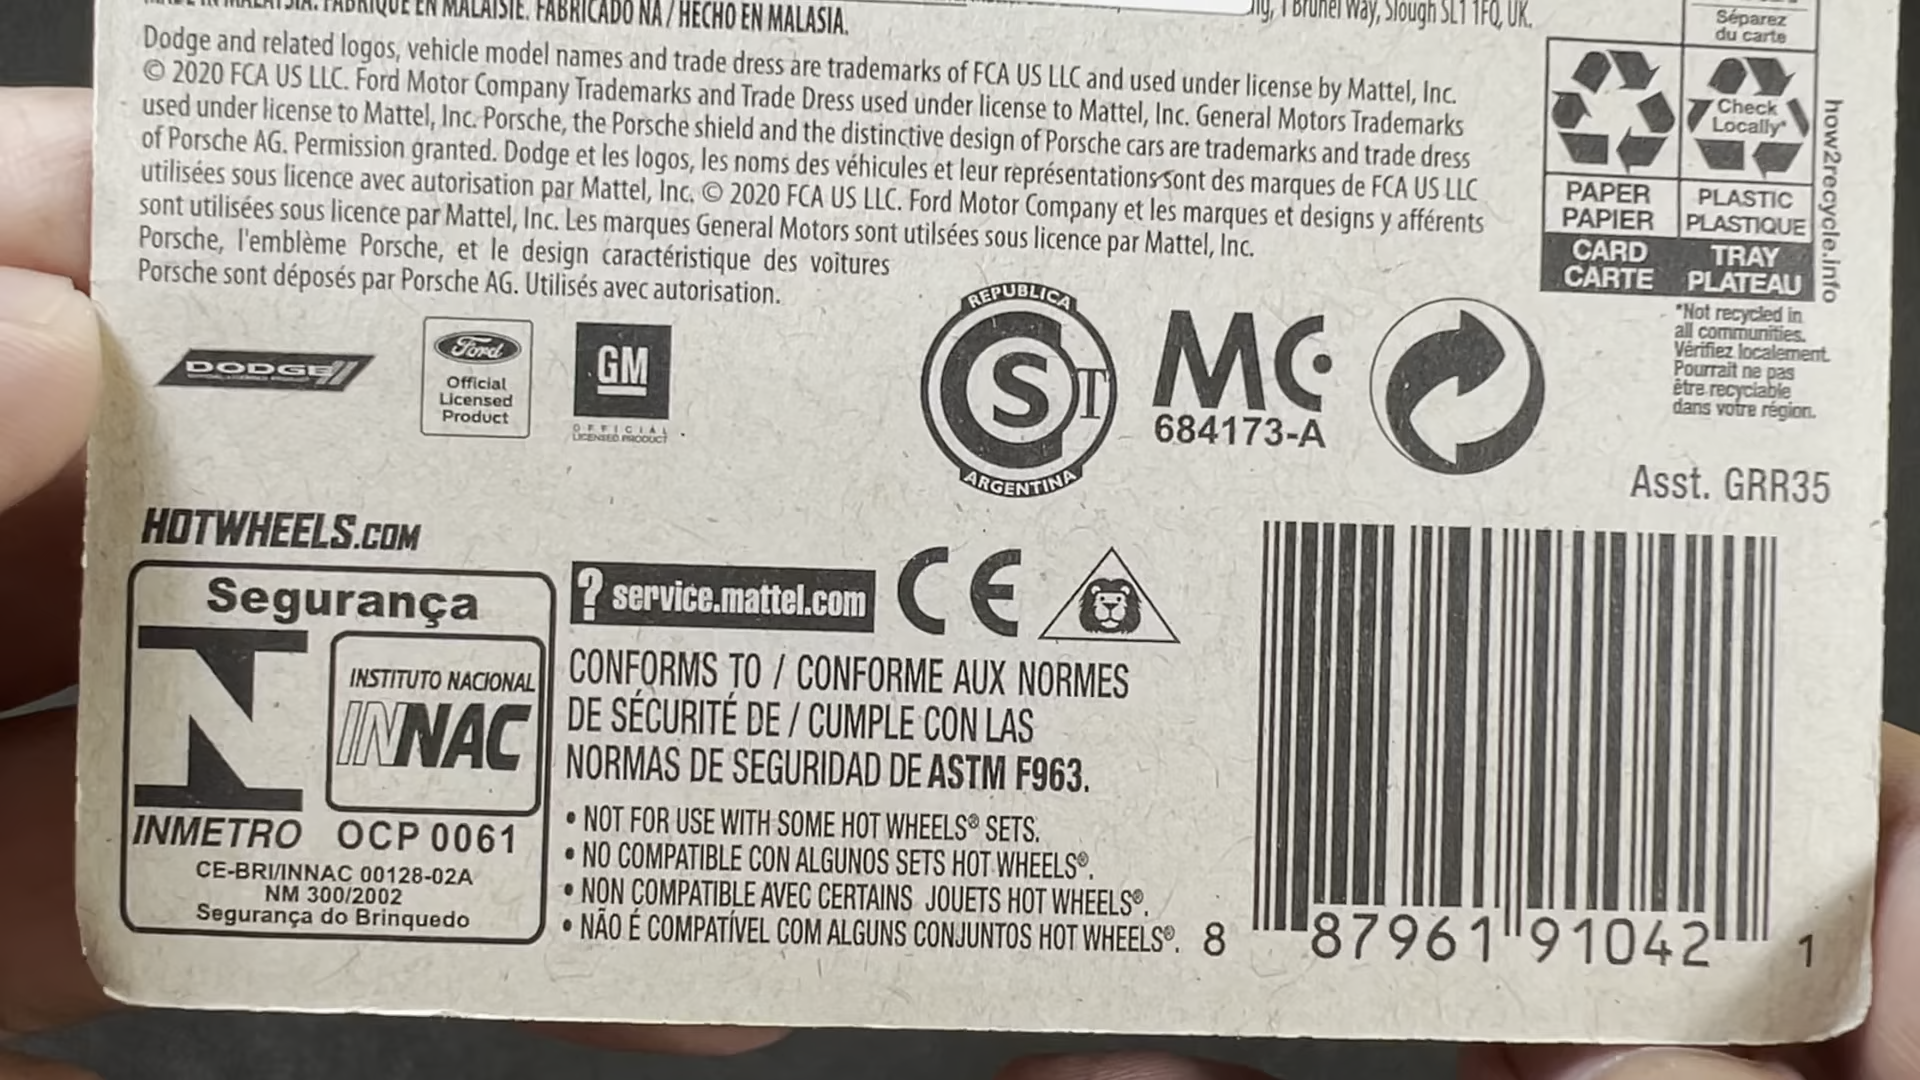 MADE IN MALAYSIA. FABRIQUÉ EN MALAISIE. FABRICADO NA / HECHO EN MALASIA.
1 Brunel Way, Slough SL1 1FQ, UK.
Dodge and related logos, vehicle model names and trade dress are trademarks of FCA US LLC and used under license by Mattel, Inc.
© 2020 FCA US LLC. Ford Motor Company Trademarks and Trade Dress used under license to Mattel, Inc. General Motors Trademarks
used under license to Mattel, Inc. Porsche, the Porsche shield and the distinctive design of Porsche cars are trademarks and trade dress
of Porsche AG. Permission granted. Dodge et les logos, les noms des véhicules et leur représentations sont des marques de FCA US LLC
utilisées sous licence avec autorisation par Mattel, Inc. © 2020 FCA US LLC. Ford Motor Company et les marques et designs y afférents
sont utilisées sous licence par Mattel, Inc. Les marques General Motors sont utilsées sous licence par Mattel, Inc.
Porsche, l'emblème Porsche, et le design caractéristique des voitures
Porsche sont déposés par Porsche AG. Utilisés avec autorisation.
Séparez
du carte
Check
Locally*
PAPER
PAPIER
CARD
CARTE
PLASTIC
PLASTIQUE
TRAY
PLATEAU
how2recycle.info
*Not recycled in
all communities.
Vérifiez localement.
Pourrait ne pas
être recyclable
dans votre région.
DODGE
Ford
Official
Licensed
Product
GM
OFFICIAL
LICENSED PRODUCT
REPUBLICA
S T
ARGENTINA
MC
684173-A
Asst. GRR35
HOTWHEELS.COM
Segurança
INSTITUTO NACIONAL
INNAC
INMETRO OCP 0061
CE-BRI/INNAC 00128-02A
NM 300/2002
Segurança do Brinquedo
? service.mattel.com
CE
CONFORMS TO / CONFORME AUX NORMES
DE SÉCURITÉ DE / CUMPLE CON LAS
NORMAS DE SEGURIDAD DE ASTM F963.
• NOT FOR USE WITH SOME HOT WHEELS® SETS.
• NO COMPATIBLE CON ALGUNOS SETS HOT WHEELS®.
• NON COMPATIBLE AVEC CERTAINS JOUETS HOT WHEELS®.
• NÃO É COMPATÍVEL COM ALGUNS CONJUNTOS HOT WHEELS®.
8 87961 91042 1